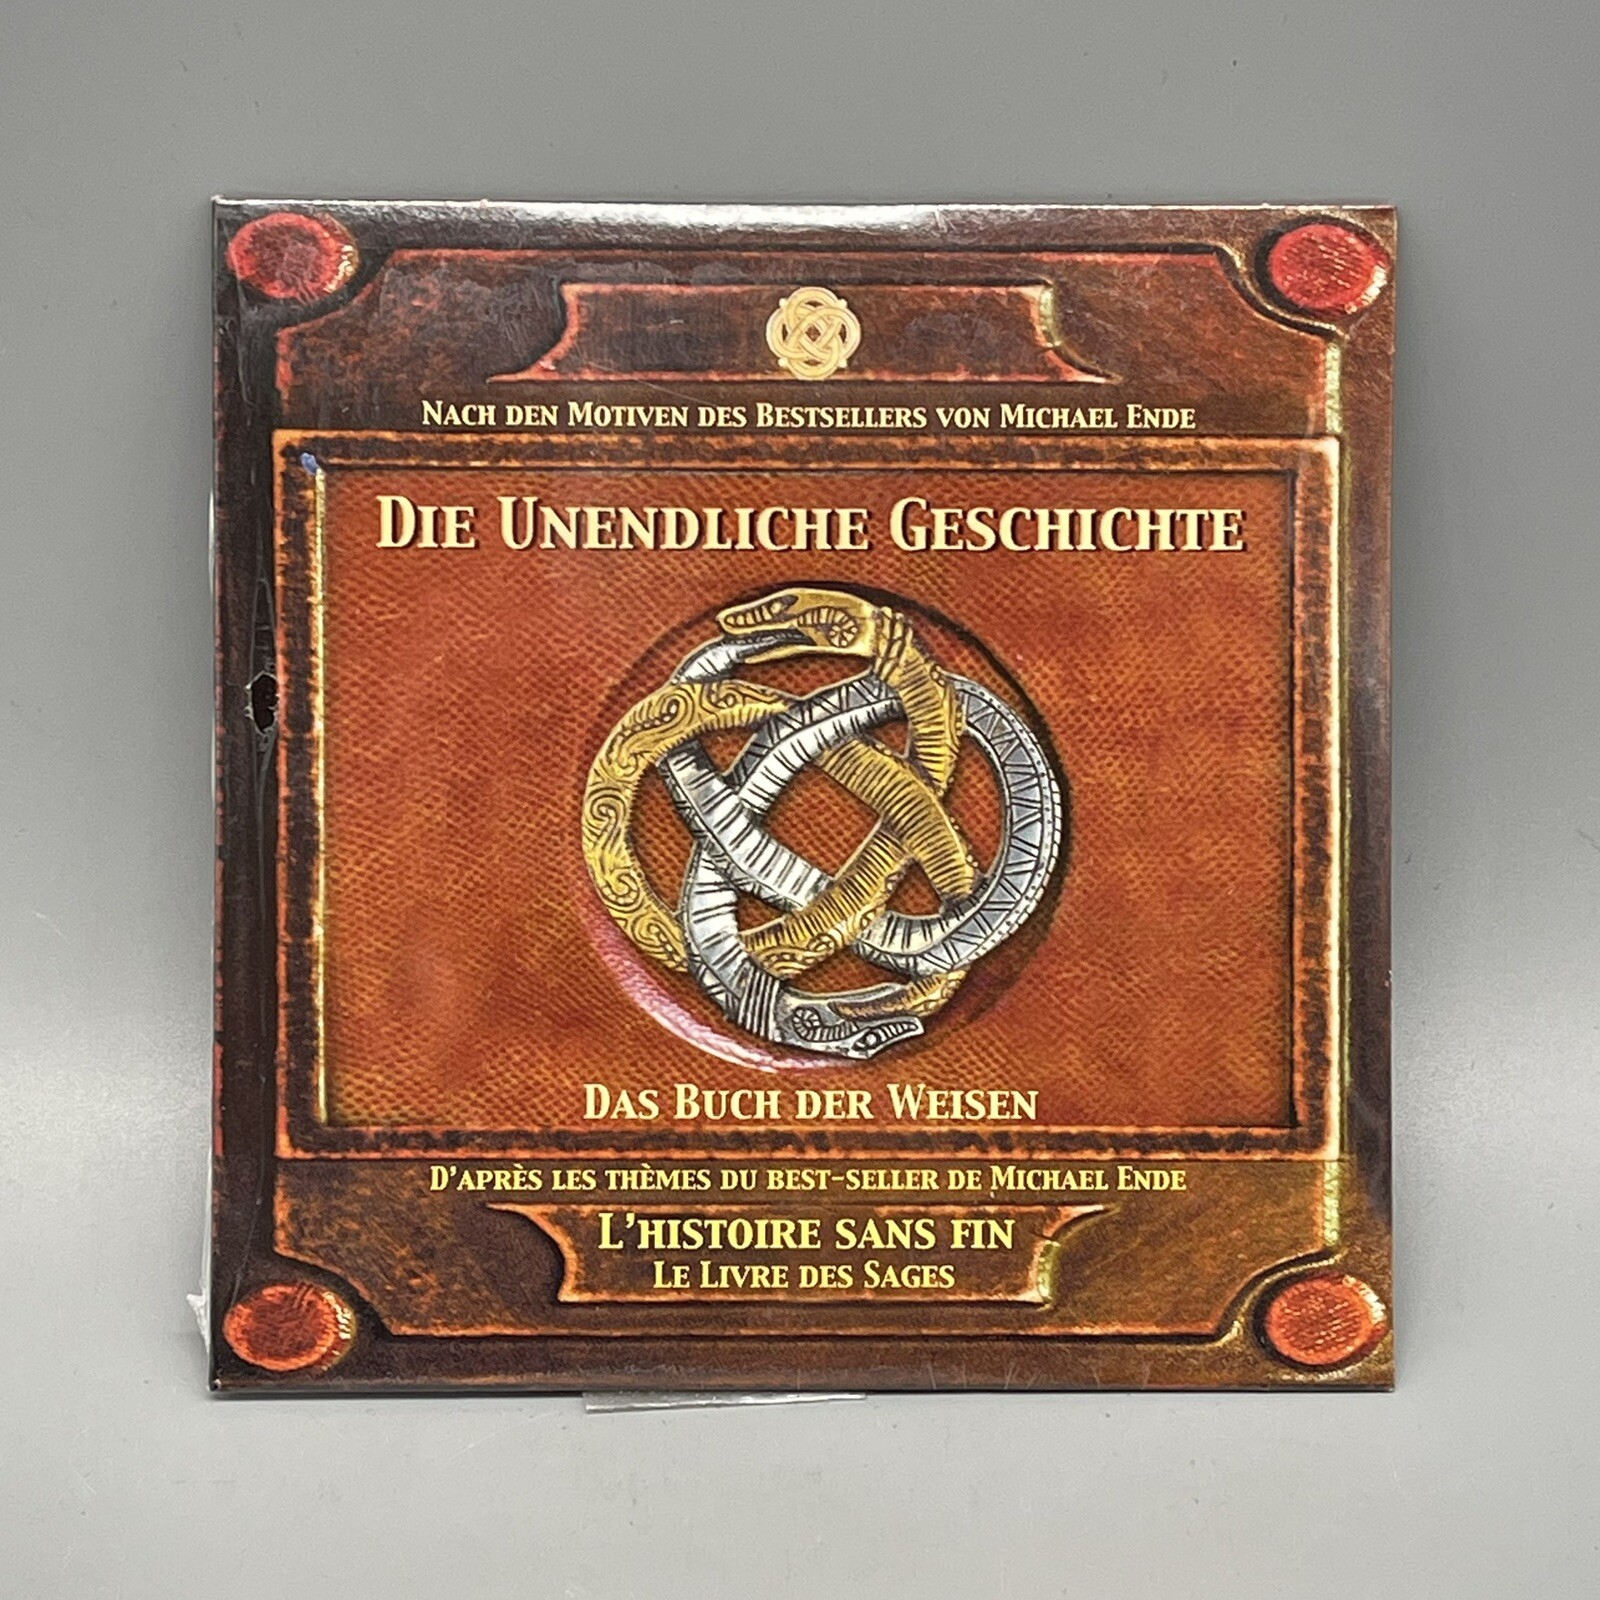 Nach den Motiven des Bestsellers von Michael Ende
Die Unendliche Geschichte
Das Buch der Weisen
D'après les thèmes du best-seller de Michael Ende
L'histoire sans fin
Le Livre des Sages